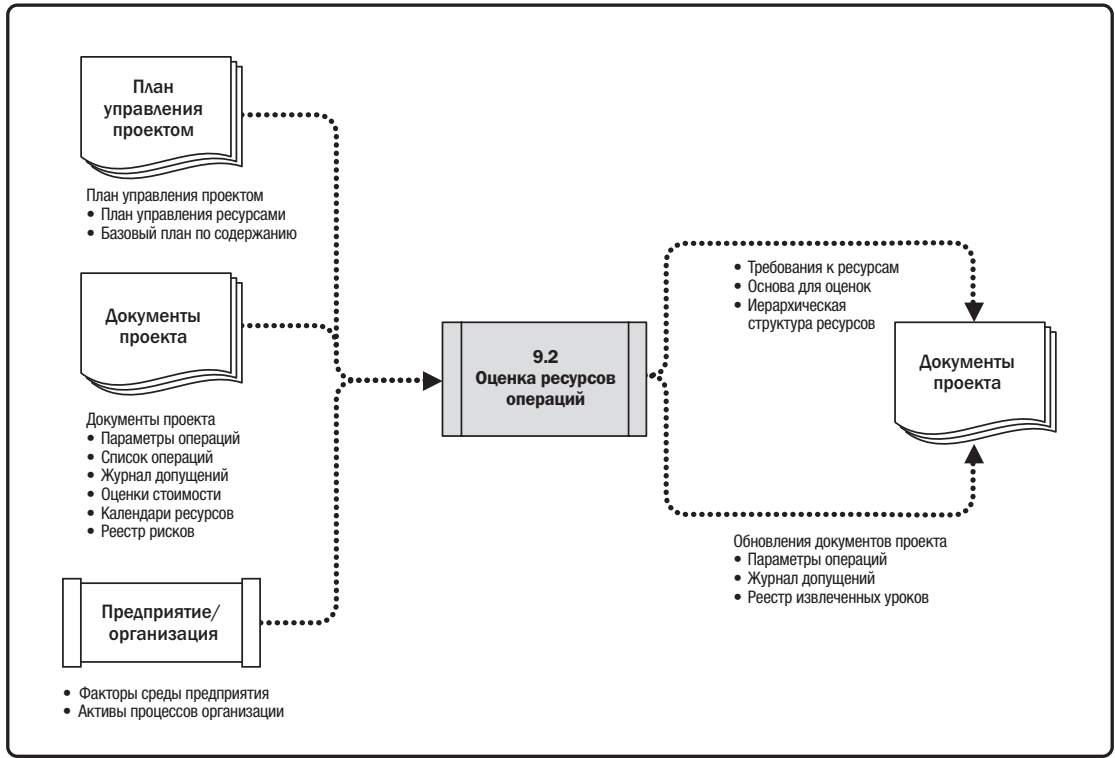 План
управления
проектом
План управления проектом
• План управления ресурсами
• Базовый план по содержанию
Документы
проекта
Документы проекта
• Параметры операций
• Список операций
• Журнал допущений
• Оценки стоимости
• Календари ресурсов
• Реестр рисков
Предприятие/
организация
• Факторы среды предприятия
• Активы процессов организации
9.2
Оценка ресурсов
операций
• Требования к ресурсам
• Основа для оценок
• Иерархическая
структура ресурсов
Документы
проекта
Обновления документов проекта
• Параметры операций
• Журнал допущений
• Реестр извлеченных уроков